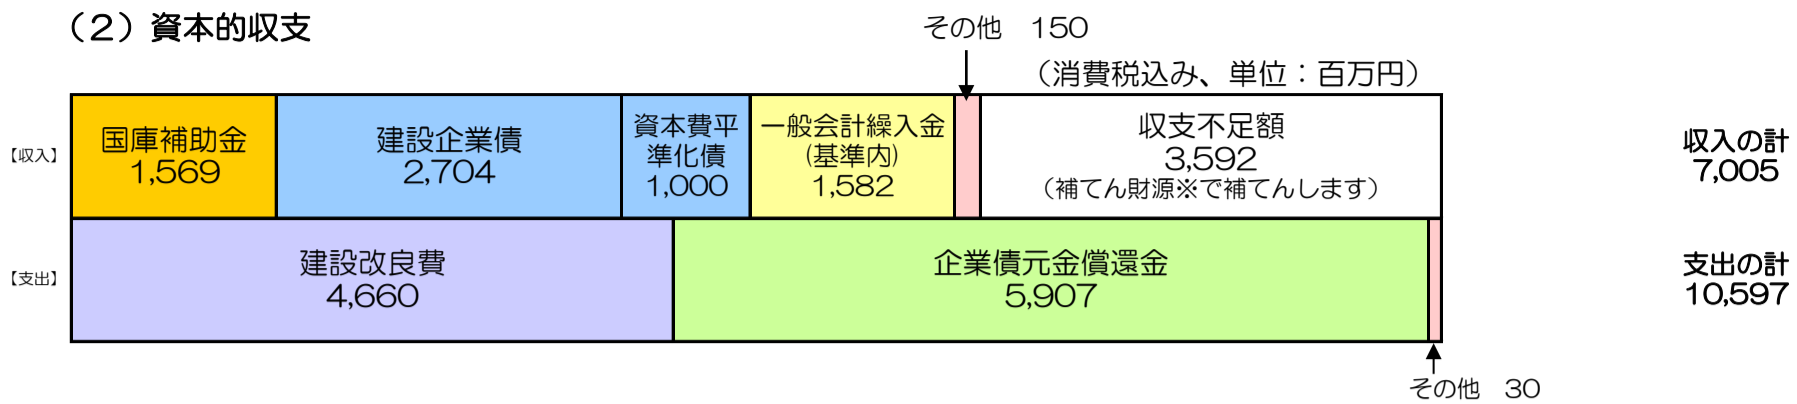 （２）資本的収支
その他　150
（消費税込み、単位：百万円）
【収入】
国庫補助金
1,569
建設企業債
2,704
資本費平
準化債
1,000
一般会計繰入金
(基準内)
1,582
収支不足額
3,592
（補てん財源※で補てんします）
収入の計
7,005
【支出】
建設改良費
4,660
企業債元金償還金
5,907
支出の計
10,597
その他　30